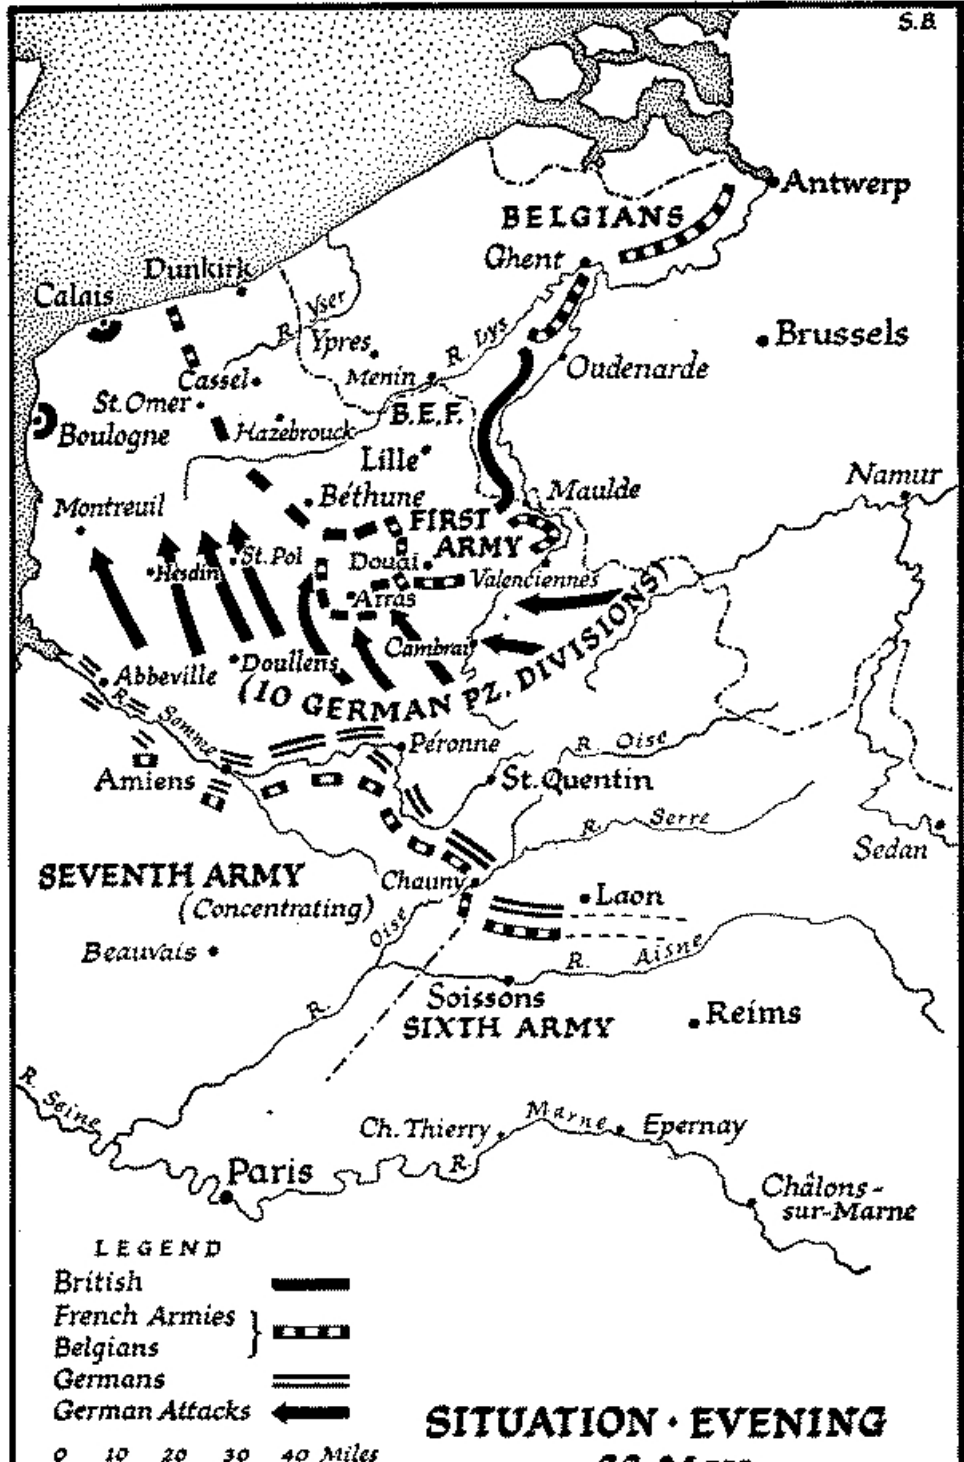 S.B.
Antwerp
BELGIANS
Ghent
Dunkirk
Calais
R. Yser
Ypres
R. Lys
Brussels
Oudenarde
Cassel
Menin
St. Omer
B.E.F.
Boulogne
Hazebrouck
Lille
Namur
Béthune
Maulde
Montreuil
FIRST
ARMY
St. Pol
Hesdin
Douai
Valenciennes
Arras
Cambrai
Doullens
Abbeville
(10 GERMAN PZ. DIVISIONS)
R. Somme
Péronne
R. Oise
Amiens
St. Quentin
R. Serre
Sedan
SEVENTH ARMY
(Concentrating)
Chauny
Laon
R. Oise
Beauvais
R. Aisne
Soissons
SIXTH ARMY
Reims
R. Seine
Ch. Thierry
R. Marne
Epernay
Paris
Châlons-
sur-Marne
LEGEND
British
French Armies
Belgians
Germans
German Attacks
0 10 20 30 40 Miles
SITUATION · EVENING